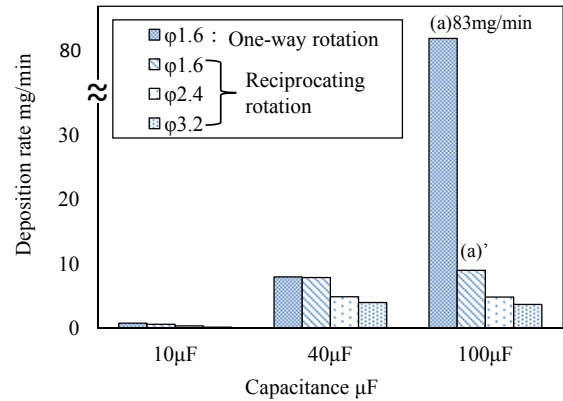 (a)83mg/min
φ1.6 : One-way rotation
φ1.6
φ2.4
φ3.2
Reciprocating
rotation
80
30
20
10
0
Deposition rate mg/min
(a)’
10μF
40μF
100μF
Capacitance μF